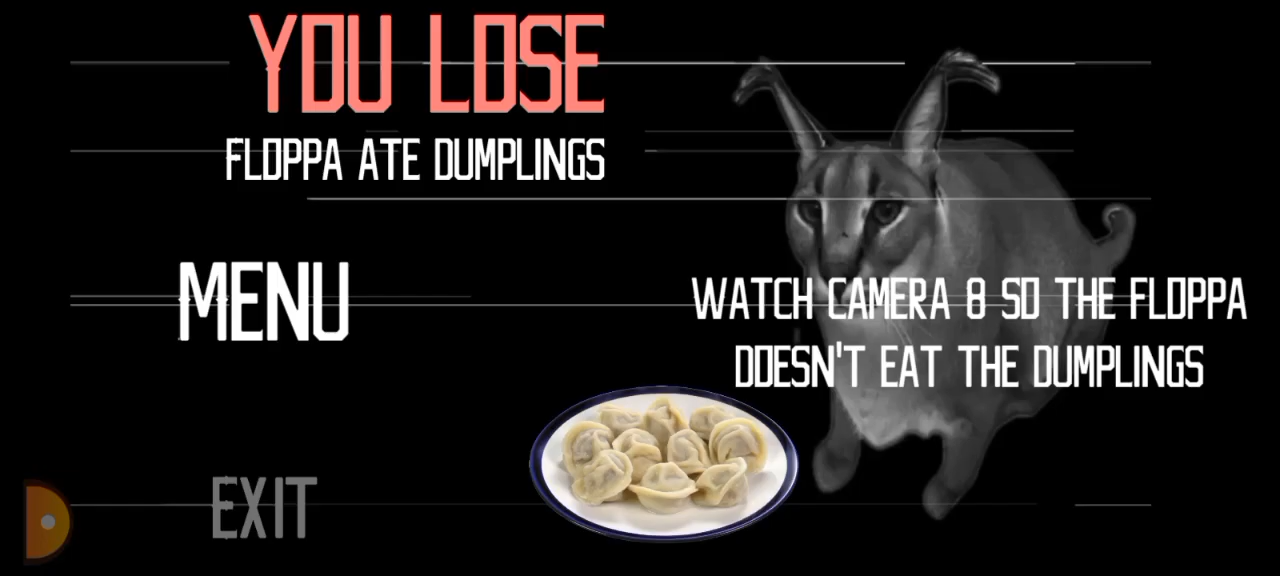 YOU LOSE
FLOPPA ATE DUMPLINGS
MENU
WATCH CAMERA 8 SO THE FLOPPA
DOESN'T EAT THE DUMPLINGS
EXIT